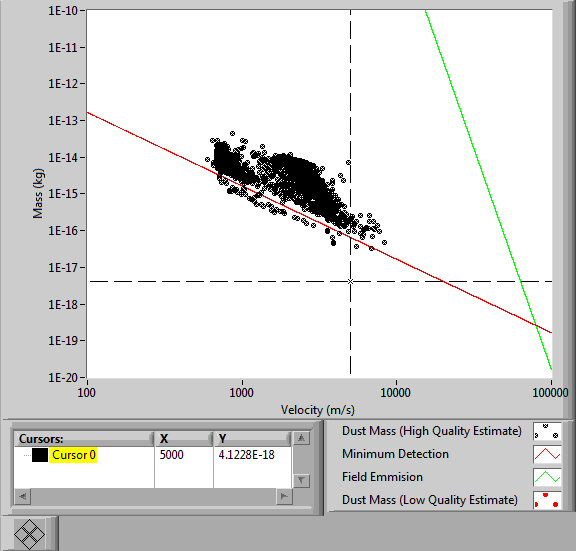 1E-10
1E-11
1E-12
1E-13
1E-14
1E-15
1E-16
1E-17
1E-18
1E-19
1E-20
Mass (kg)
100 1000 10000 100000
Velocity (m/s)
Cursors: X Y
Cursor 0 5000 4.1228E-18
Dust Mass (High Quality Estimate)
Minimum Detection
Field Emmision
Dust Mass (Low Quality Estimate)